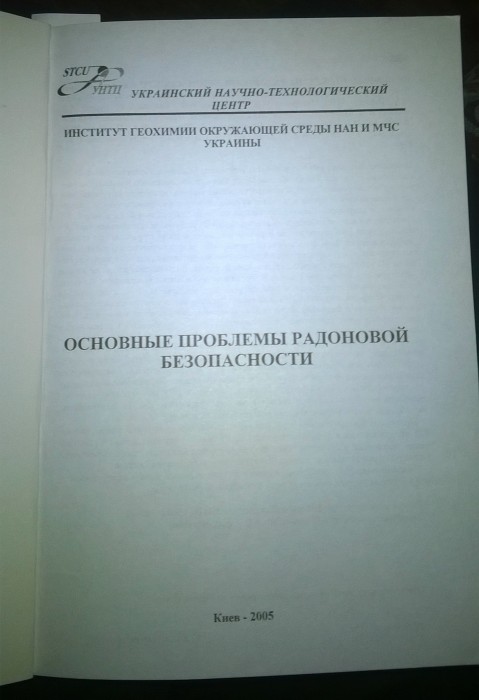 STCU
УНТЦ
УКРАИНСКИЙ НАУЧНО-ТЕХНОЛОГИЧЕСКИЙ
ЦЕНТР
ИНСТИТУТ ГЕОХИМИИ ОКРУЖАЮЩЕЙ СРЕДЫ НАН И МЧС
УКРАИНЫ
ОСНОВНЫЕ ПРОБЛЕМЫ РАДОНОВОЙ
БЕЗОПАСНОСТИ
Киев - 2005